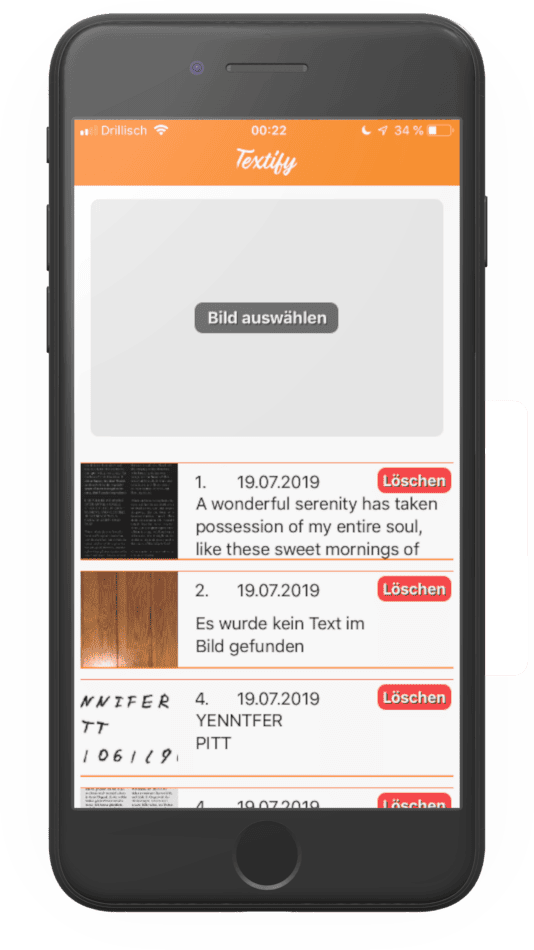 Drillisch 00:22 34 %
Textify
Bild auswählen
1. 19.07.2019 Löschen
A wonderful serenity has taken
possession of my entire soul,
like these sweet mornings of
2. 19.07.2019 Löschen
Es wurde kein Text im
Bild gefunden
NNIFER
TT
4. 19.07.2019 Löschen
YENNTFER
PITT
4. 19.07.2019 Löschen